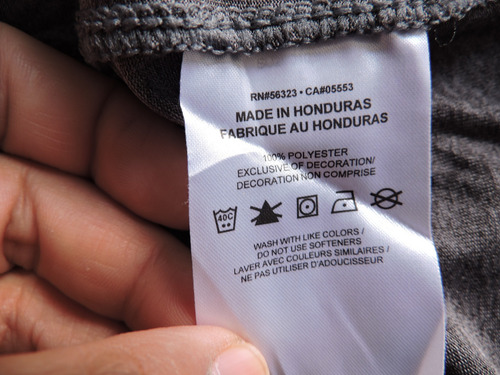 RN#56323 • CA#05553
MADE IN HONDURAS
FABRIQUE AU HONDURAS
100% POLYESTER
EXCLUSIVE OF DECORATION/
DECORATION NON COMPRISE
40C
WASH WITH LIKE COLORS /
DO NOT USE SOFTENERS
LAVER AVEC COULEURS SIMILAIRES /
NE PAS UTILISER D'ADOUCISSEUR